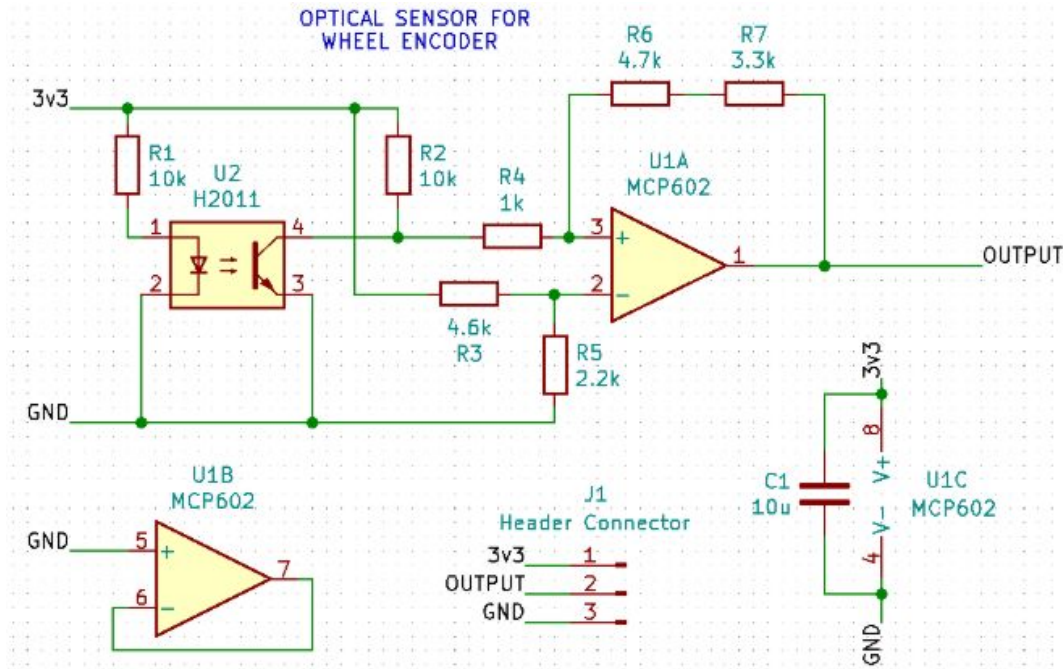 OPTICAL SENSOR FOR
WHEEL ENCODER
R6
4.7k
R7
3.3k
3v3
R1
10k
U2
H2011
R2
10k
R4
1k
U1A
MCP602
1
4
3
+
1
OUTPUT
2
3
2
−
4.6k
R3
R5
2.2k
GND
3v3
8
V+
C1
10u
U1C
MCP602
V−
4
GND
U1B
MCP602
GND
5
+
7
6
−
J1
Header Connector
3v3
1
OUTPUT
2
GND
3